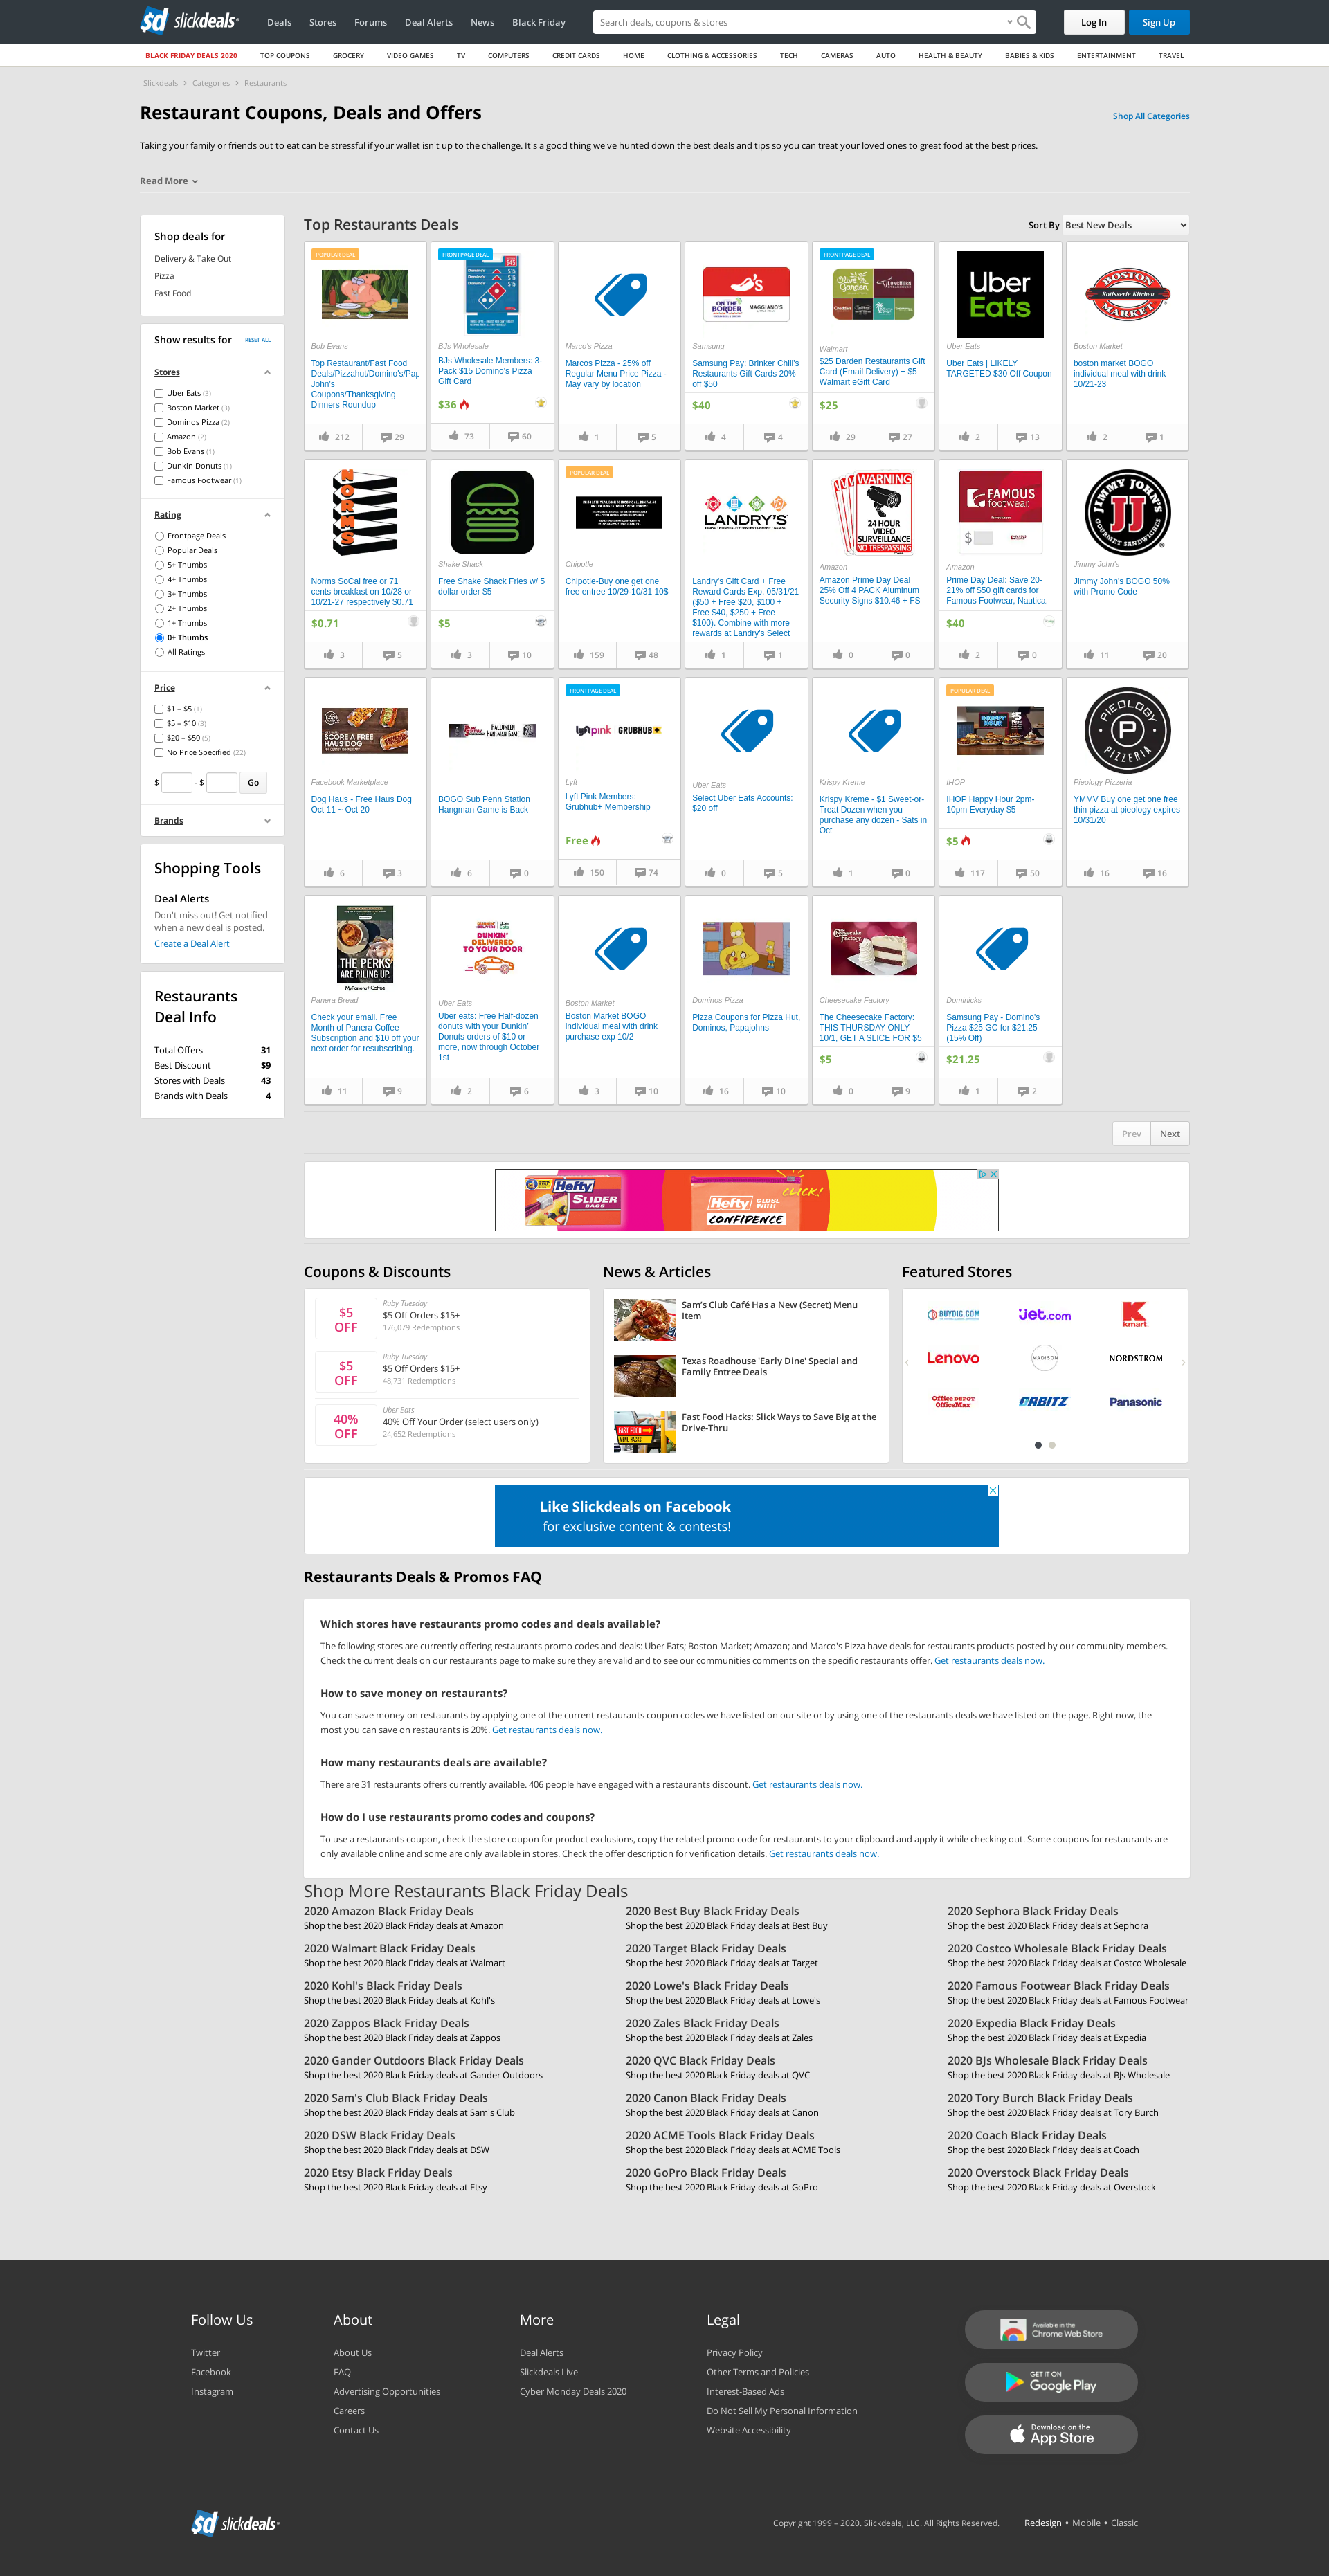 slickdeals
Deals Stores Forums Deal Alerts News Black Friday
Search deals, coupons & stores
Log In
Sign Up
BLACK FRIDAY DEALS 2020 TOP COUPONS GROCERY VIDEO GAMES TV COMPUTERS CREDIT CARDS HOME CLOTHING & ACCESSORIES TECH CAMERAS AUTO HEALTH & BEAUTY BABIES & KIDS ENTERTAINMENT TRAVEL
Slickdeals > Categories > Restaurants
Restaurant Coupons, Deals and Offers
Shop All Categories
Taking your family or friends out to eat can be stressful if your wallet isn't up to the challenge. It's a good thing we've hunted down the best deals and tips so you can treat your loved ones to great food at the best prices.
Read More
Shop deals for
Delivery & Take Out
Pizza
Fast Food
Show results for RESET ALL
Stores
Uber Eats (3)
Boston Market (3)
Dominos Pizza (2)
Amazon (2)
Bob Evans (1)
Dunkin Donuts (1)
Famous Footwear (1)
Rating
Frontpage Deals
Popular Deals
5+ Thumbs
4+ Thumbs
3+ Thumbs
2+ Thumbs
1+ Thumbs
0+ Thumbs
All Ratings
Price
$1 – $5 (1)
$5 – $10 (3)
$20 – $50 (5)
No Price Specified (22)
$ - $ Go
Brands
Shopping Tools
Deal Alerts
Don't miss out! Get notified
when a new deal is posted.
Create a Deal Alert
Restaurants
Deal Info
Total Offers 31
Best Discount $9
Stores with Deals 43
Brands with Deals 4
Top Restaurants Deals
Sort By Best New Deals
POPULAR DEAL
Bob Evans
Top Restaurant/Fast Food
Deals/Pizzahut/Domino's/Pap
John's
Coupons/Thanksgiving
Dinners Roundup
212 29
FRONTPAGE DEAL
BJs Wholesale
BJs Wholesale Members: 3-
Pack $15 Domino's Pizza
Gift Card
$36
73 60
Marco's Pizza
Marcos Pizza - 25% off
Regular Menu Price Pizza -
May vary by location
1 5
ON THE BORDER
MAGGIANO'S
Samsung
Samsung Pay: Brinker Chili's
Restaurants Gift Cards 20%
off $50
$40
4 4
FRONTPAGE DEAL
Olive Garden
LONGHORN
Walmart
$25 Darden Restaurants Gift
Card (Email Delivery) + $5
Walmart eGift Card
$25
29 27
Uber
Eats
Uber Eats
Uber Eats | LIKELY
TARGETED $30 Off Coupon
2 13
BOSTON
Rotisserie Kitchen
MARKET
Boston Market
boston market BOGO
individual meal with drink
10/21-23
2 1
NORMS
Norms SoCal free or 71
cents breakfast on 10/28 or
10/21-27 respectively $0.71
$0.71
3 5
Shake Shack
Free Shake Shack Fries w/ 5
dollar order $5
$5
3 10
POPULAR DEAL
Chipotle
Chipotle-Buy one get one
free entree 10/29-10/31 10$
159 48
LANDRY'S
Landry's Gift Card + Free
Reward Cards Exp. 05/31/21
($50 + Free $20, $100 +
Free $40, $250 + Free
$100). Combine with more
rewards at Landry's Select
1 1
WARNING
24 HOUR
VIDEO
SURVEILLANCE
NO TRESPASSING
Amazon
Amazon Prime Day Deal
25% Off 4 PACK Aluminum
Security Signs $10.46 + FS
0 0
FAMOUS
footwear
$
Amazon
Prime Day Deal: Save 20-
21% off $50 gift cards for
Famous Footwear, Nautica,
$40
2 0
JIMMY JOHN'S
JJ
GOURMET SANDWICHES
Jimmy John's
Jimmy John's BOGO 50%
with Promo Code
11 20
SCORE A FREE
HAUS DOG
Facebook Marketplace
Dog Haus - Free Haus Dog
Oct 11 ~ Oct 20
6 3
HALLOWEEN
HANGMAN GAME
BOGO Sub Penn Station
Hangman Game is Back
6 0
FRONTPAGE DEAL
lyft pink GRUBHUB+
Lyft
Lyft Pink Members:
Grubhub+ Membership
Free
150 74
Uber Eats
Select Uber Eats Accounts:
$20 off
0 5
Krispy Kreme
Krispy Kreme - $1 Sweet-or-
Treat Dozen when you
purchase any dozen - Sats in
Oct
1 0
POPULAR DEAL
HOUR $5
IHOP
IHOP Happy Hour 2pm-
10pm Everyday $5
$5
117 50
PIEOLOGY
P
PIZZERIA
Pieology Pizzeria
YMMV Buy one get one free
thin pizza at pieology expires
10/31/20
16 16
THE PERKS
ARE PILING UP.
MyPanera+ Coffee
Panera Bread
Check your email. Free
Month of Panera Coffee
Subscription and $10 off your
next order for resubscribing.
11 9
DUNKIN' Uber Eats
DUNKIN'
DELIVERED
TO YOUR DOOR
Uber Eats
Uber eats: Free Half-dozen
donuts with your Dunkin'
Donuts orders of $10 or
more, now through October
1st
2 6
Boston Market
Boston Market BOGO
individual meal with drink
purchase exp 10/2
3 10
Dominos Pizza
Pizza Coupons for Pizza Hut,
Dominos, Papajohns
16 10
Cheesecake Factory
Cheesecake Factory
The Cheesecake Factory:
THIS THURSDAY ONLY
10/1, GET A SLICE FOR $5
$5
0 9
Dominicks
Samsung Pay - Domino's
Pizza $25 GC for $21.25
(15% Off)
$21.25
1 2
Prev Next
Hefty
SLIDER
BAGS
Hefty
CLICK!
CLOSE WITH
CONFIDENCE
Coupons & Discounts
$5
OFF
Ruby Tuesday
$5 Off Orders $15+
176,079 Redemptions
$5
OFF
Ruby Tuesday
$5 Off Orders $15+
48,731 Redemptions
40%
OFF
Uber Eats
40% Off Your Order (select users only)
24,652 Redemptions
News & Articles
Sam's Club Café Has a New (Secret) Menu
Item
Texas Roadhouse 'Early Dine' Special and
Family Entree Deals
FAST FOOD
MENU HACKS
Fast Food Hacks: Slick Ways to Save Big at the
Drive-Thru
Featured Stores
BUYDIG.COM
Jet.com
kmart
Lenovo
MADISON
NORDSTROM
Office DEPOT
OfficeMax
ORBITZ
Panasonic
Like Slickdeals on Facebook
for exclusive content & contests!
Restaurants Deals & Promos FAQ
Which stores have restaurants promo codes and deals available?
The following stores are currently offering restaurants promo codes and deals: Uber Eats; Boston Market; Amazon; and Marco's Pizza have deals for restaurants products posted by our community members.
Check the current deals on our restaurants page to make sure they are valid and to see our communities comments on the specific restaurants offer. Get restaurants deals now.
How to save money on restaurants?
You can save money on restaurants by applying one of the current restaurants coupon codes we have listed on our site or by using one of the restaurants deals we have listed on the page. Right now, the
most you can save on restaurants is 20%. Get restaurants deals now.
How many restaurants deals are available?
There are 31 restaurants offers currently available. 406 people have engaged with a restaurants discount. Get restaurants deals now.
How do I use restaurants promo codes and coupons?
To use a restaurants coupon, check the store coupon for product exclusions, copy the related promo code for restaurants to your clipboard and apply it while checking out. Some coupons for restaurants are
only available online and some are only available in stores. Check the offer description for verification details. Get restaurants deals now.
Shop More Restaurants Black Friday Deals
2020 Amazon Black Friday Deals
Shop the best 2020 Black Friday deals at Amazon
2020 Best Buy Black Friday Deals
Shop the best 2020 Black Friday deals at Best Buy
2020 Sephora Black Friday Deals
Shop the best 2020 Black Friday deals at Sephora
2020 Walmart Black Friday Deals
Shop the best 2020 Black Friday deals at Walmart
2020 Target Black Friday Deals
Shop the best 2020 Black Friday deals at Target
2020 Costco Wholesale Black Friday Deals
Shop the best 2020 Black Friday deals at Costco Wholesale
2020 Kohl's Black Friday Deals
Shop the best 2020 Black Friday deals at Kohl's
2020 Lowe's Black Friday Deals
Shop the best 2020 Black Friday deals at Lowe's
2020 Famous Footwear Black Friday Deals
Shop the best 2020 Black Friday deals at Famous Footwear
2020 Zappos Black Friday Deals
Shop the best 2020 Black Friday deals at Zappos
2020 Zales Black Friday Deals
Shop the best 2020 Black Friday deals at Zales
2020 Expedia Black Friday Deals
Shop the best 2020 Black Friday deals at Expedia
2020 Gander Outdoors Black Friday Deals
Shop the best 2020 Black Friday deals at Gander Outdoors
2020 QVC Black Friday Deals
Shop the best 2020 Black Friday deals at QVC
2020 BJs Wholesale Black Friday Deals
Shop the best 2020 Black Friday deals at BJs Wholesale
2020 Sam's Club Black Friday Deals
Shop the best 2020 Black Friday deals at Sam's Club
2020 Canon Black Friday Deals
Shop the best 2020 Black Friday deals at Canon
2020 Tory Burch Black Friday Deals
Shop the best 2020 Black Friday deals at Tory Burch
2020 DSW Black Friday Deals
Shop the best 2020 Black Friday deals at DSW
2020 ACME Tools Black Friday Deals
Shop the best 2020 Black Friday deals at ACME Tools
2020 Coach Black Friday Deals
Shop the best 2020 Black Friday deals at Coach
2020 Etsy Black Friday Deals
Shop the best 2020 Black Friday deals at Etsy
2020 GoPro Black Friday Deals
Shop the best 2020 Black Friday deals at GoPro
2020 Overstock Black Friday Deals
Shop the best 2020 Black Friday deals at Overstock
Follow Us
Twitter
Facebook
Instagram
About
About Us
FAQ
Advertising Opportunities
Careers
Contact Us
More
Deal Alerts
Slickdeals Live
Cyber Monday Deals 2020
Legal
Privacy Policy
Other Terms and Policies
Interest-Based Ads
Do Not Sell My Personal Information
Website Accessibility
Available in the
Chrome Web Store
GET IT ON
Google Play
Download on the
App Store
slickdeals
Copyright 1999 – 2020. Slickdeals, LLC. All Rights Reserved.
Redesign • Mobile • Classic